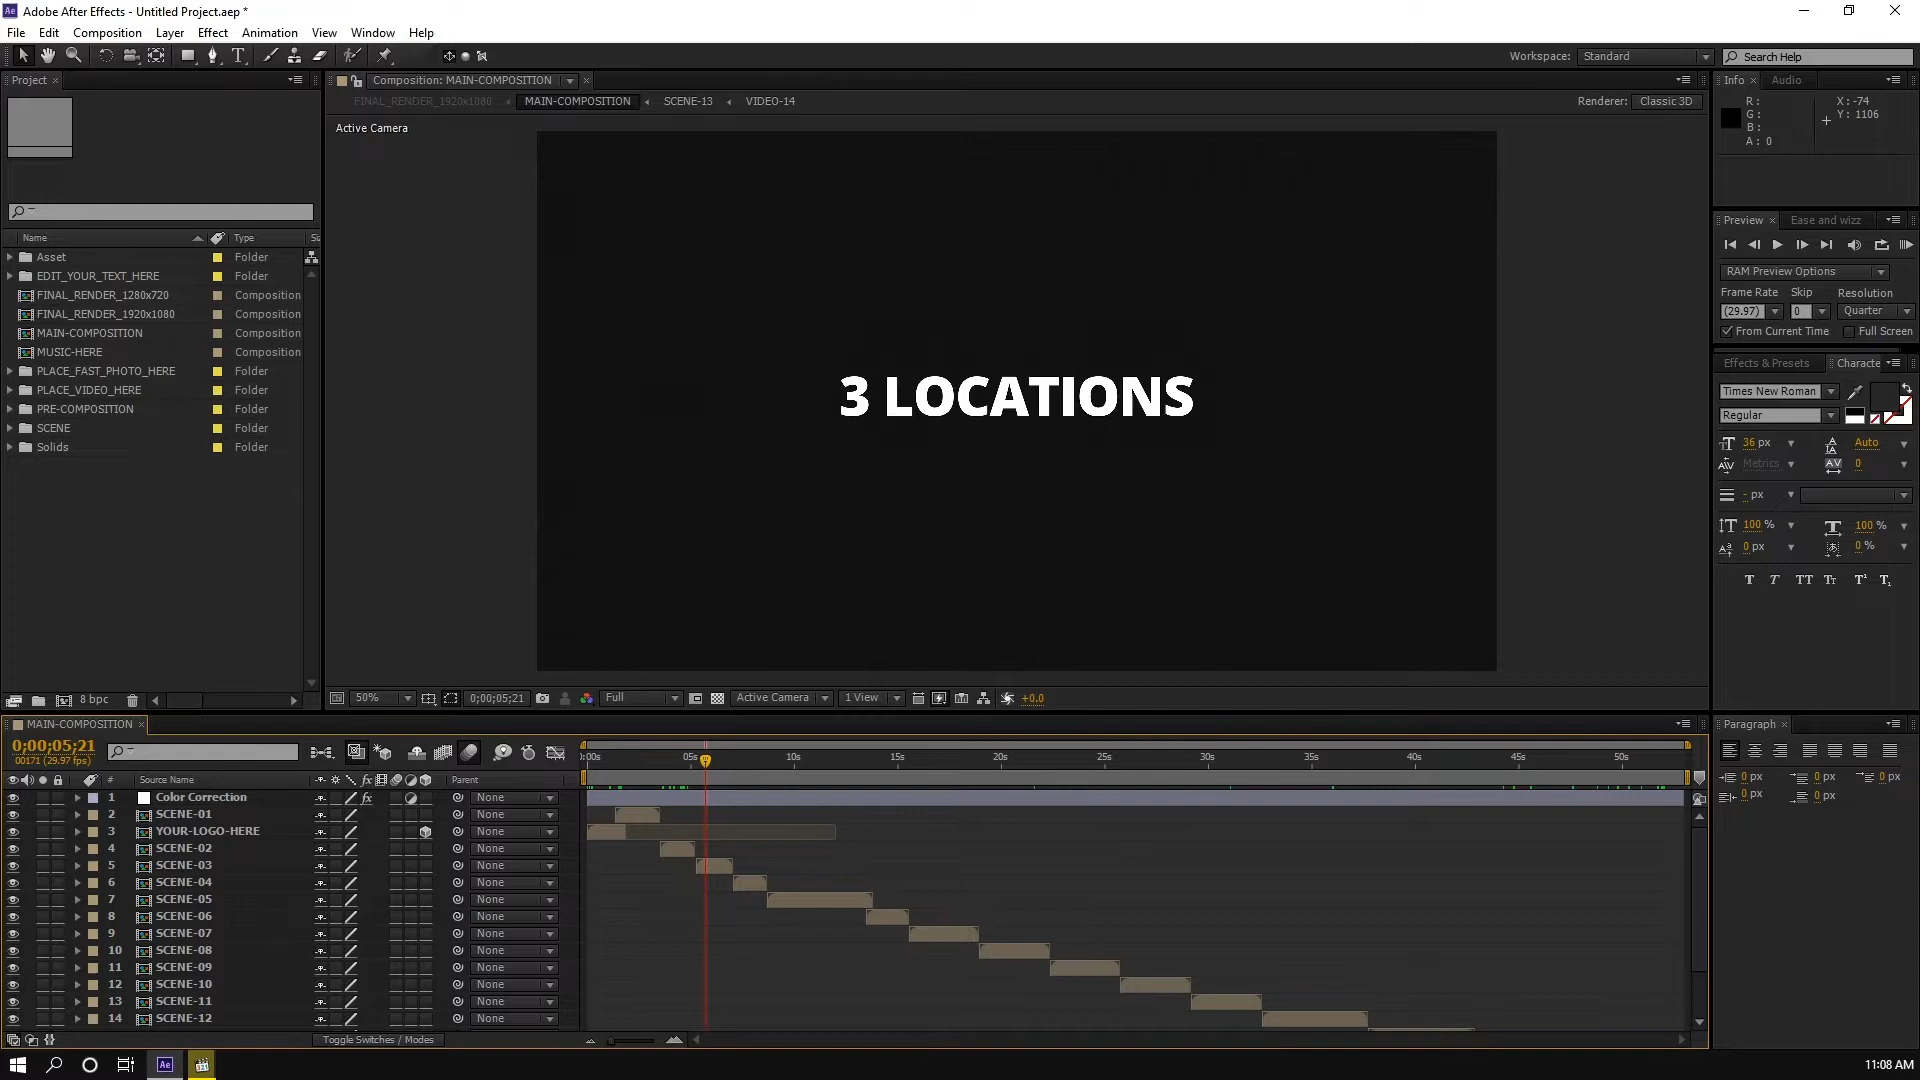 Adobe After Effects - Untitled Project.aep *
File Edit Composition Layer Effect Animation View Window Help
Workspace: Standard Search Help
Project
Name Type
Asset Folder
EDIT_YOUR_TEXT_HERE Folder
FINAL_RENDER_1280x720 Composition
FINAL_RENDER_1920x1080 Composition
MAIN-COMPOSITION Composition
MUSIC-HERE Composition
PLACE_FAST_PHOTO_HERE Folder
PLACE_VIDEO_HERE Folder
PRE-COMPOSITION Folder
SCENE Folder
Solids Folder
8 bpc
Composition: MAIN-COMPOSITION
FINAL_RENDER_1920x1080 MAIN-COMPOSITION SCENE-13 VIDEO-14
Renderer: Classic 3D
Active Camera
3 LOCATIONS
50% 0;00;05;21 Full Active Camera 1 View +0.0
Info Audio
R: X: -74
G: Y: 1106
B:
A: 0
Preview Ease and wizz
RAM Preview Options
Frame Rate Skip Resolution
(29.97) 0 Quarter
From Current Time Full Screen
Effects & Presets Characte
Times New Roman
Regular
36 px Auto
Metrics 0
- px
100 % 100 %
0 px 0 %
T T TT Tт T¹ T₁
Paragraph
0 px 0 px 0 px
0 px 0 px
MAIN-COMPOSITION
0;00;05;21
00171 (29.97 fps)
# Source Name Parent
:00s 05s 10s 15s 20s 25s 30s 35s 40s 45s 50s
1 Color Correction None
2 SCENE-01 None
3 YOUR-LOGO-HERE None
4 SCENE-02 None
5 SCENE-03 None
6 SCENE-04 None
7 SCENE-05 None
8 SCENE-06 None
9 SCENE-07 None
10 SCENE-08 None
11 SCENE-09 None
12 SCENE-10 None
13 SCENE-11 None
14 SCENE-12 None
Toggle Switches / Modes
Ae
11:08 AM